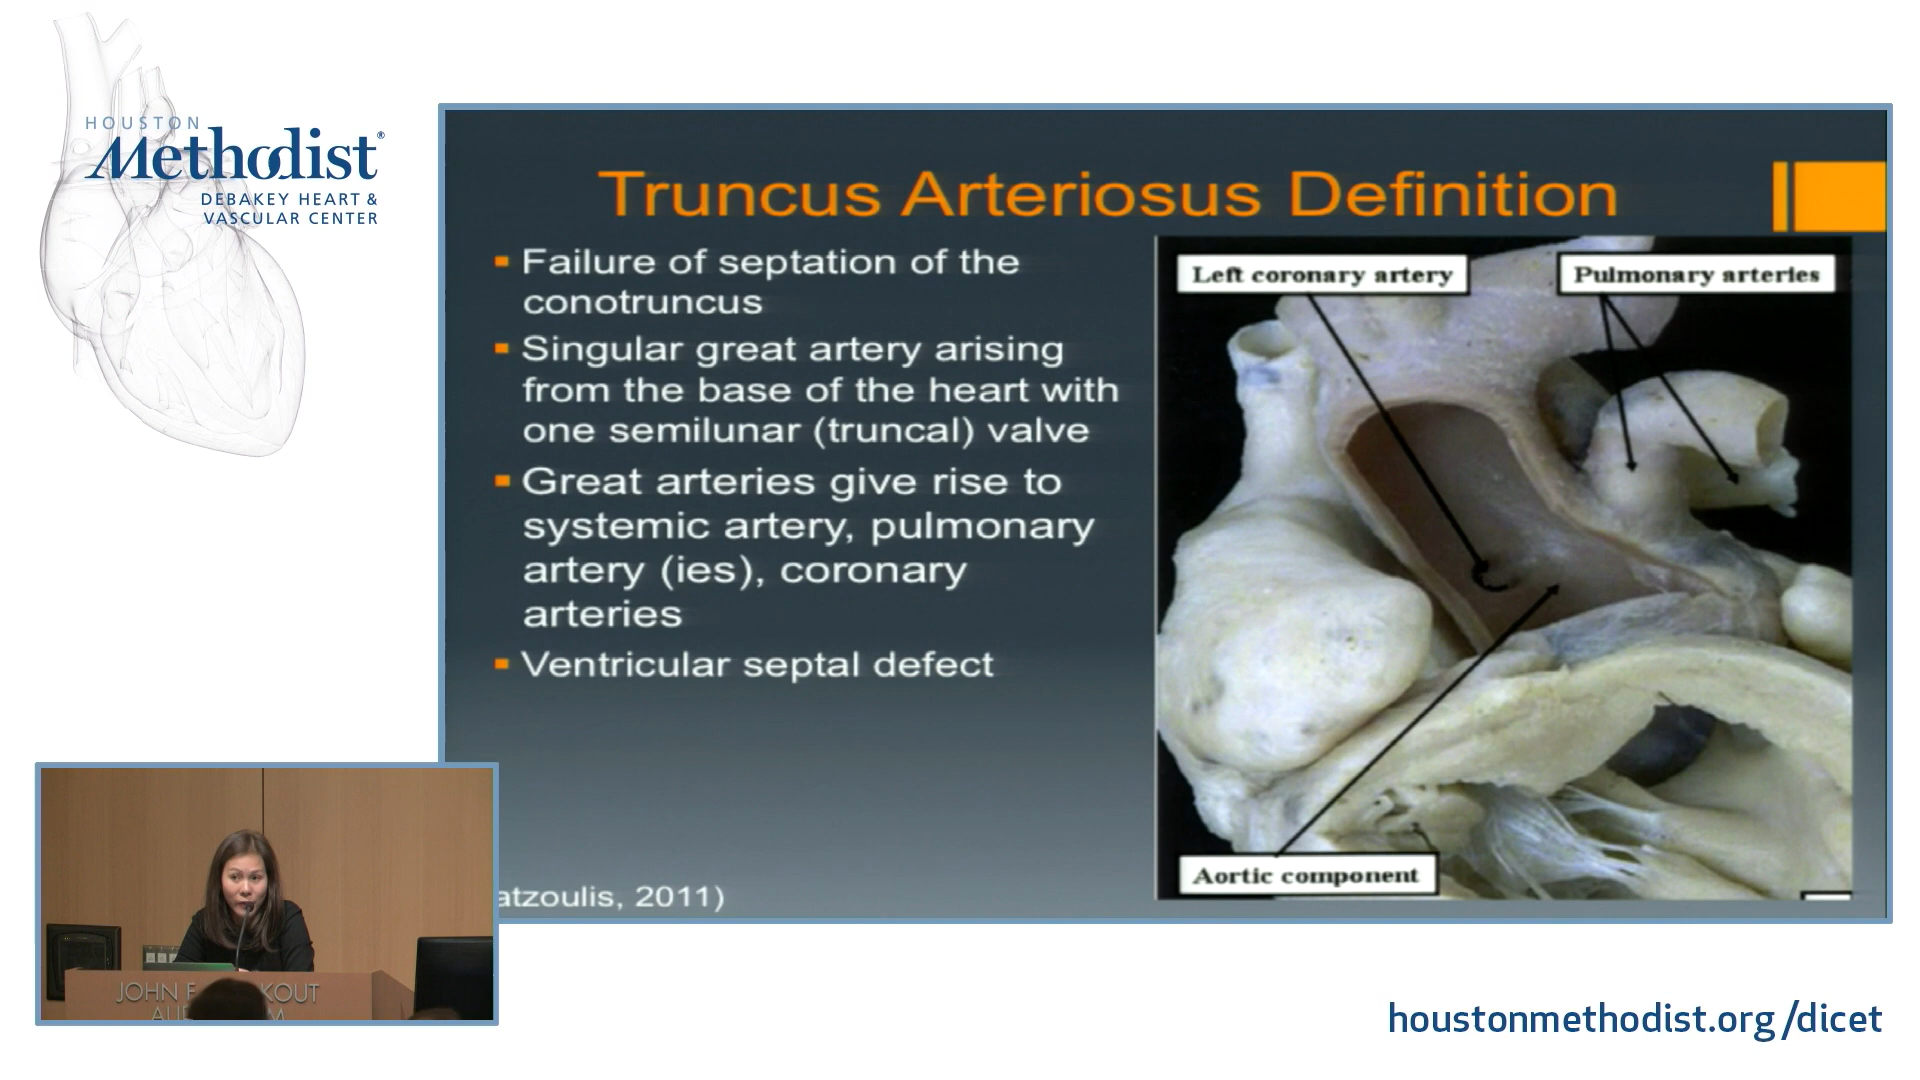 HOUSTON
Methodist®
DEBAKEY HEART &
VASCULAR CENTER
Truncus Arteriosus Definition
Failure of septation of the
conotruncus
Singular great artery arising
from the base of the heart with
one semilunar (truncal) valve
Great arteries give rise to
systemic artery, pulmonary
artery (ies), coronary
arteries
Ventricular septal defect
atzoulis, 2011)
Left coronary artery
Pulmonary arteries
Aortic component
JOHN F KOUT
AU M
houstonmethodist.org/dicet